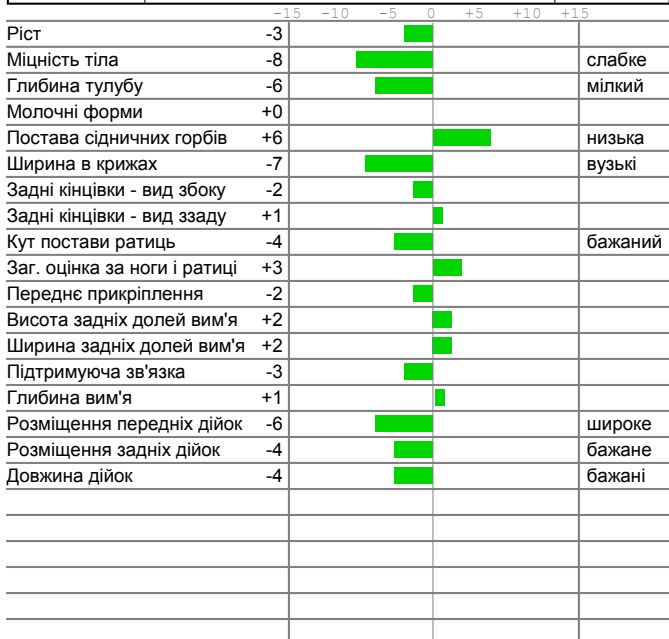 -15 -10 -5 0 +5 +10 +15
Ріст -3
Міцність тіла -8 слабке
Глибина тулубу -6 мілкий
Молочні форми +0
Постава сідничних горбів +6 низька
Ширина в крижах -7 вузькі
Задні кінцівки - вид збоку -2
Задні кінцівки - вид ззаду +1
Кут постави ратиць -4 бажаний
Заг. оцінка за ноги і ратиці +3
Переднє прикріплення -2
Висота задніх долей вим'я +2
Ширина задніх долей вим'я +2
Підтримуюча зв'язка -3
Глибина вим'я +1
Розміщення передніх дійок -6 широке
Розміщення задніх дійок -4 бажане
Довжина дійок -4 бажані